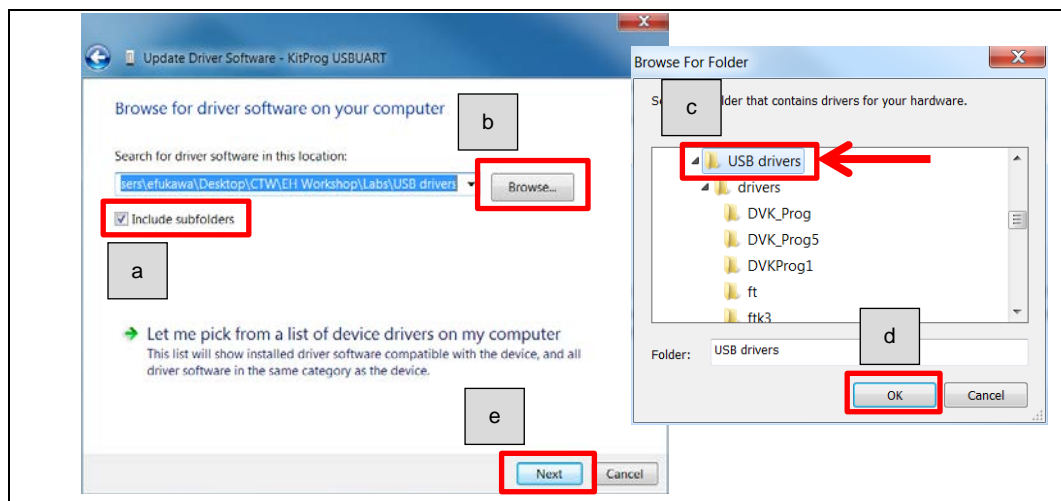 Update Driver Software - KitProg USBUART
Browse for driver software on your computer
b
Search for driver software in this location:
sers\efukawa\Desktop\CTW\EH Workshop\Labs\USB drivers
Browse...
Include subfolders
a
Let me pick from a list of device drivers on my computer
This list will show installed driver software compatible with the device, and all
driver software in the same category as the device.
e
Next
Cancel
Browse For Folder
c
that contains drivers for your hardware.
USB drivers
drivers
DVK_Prog
DVK_Prog5
DVKProg1
ft
ftk3
d
Folder:
USB drivers
OK
Cancel